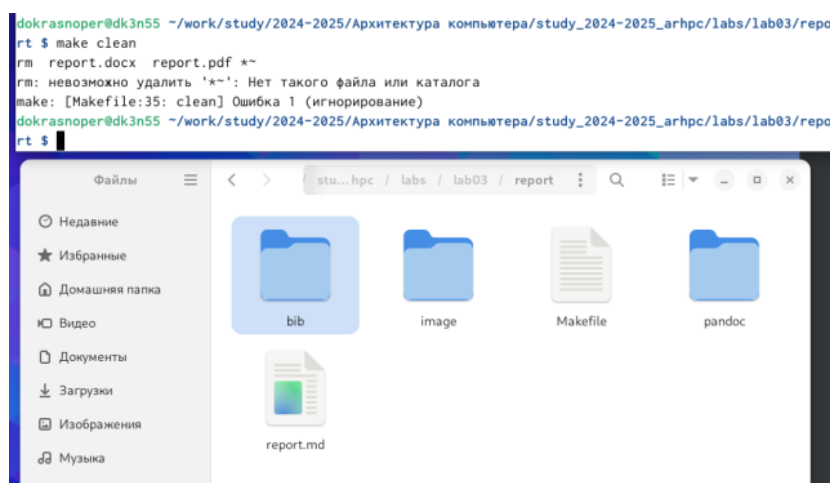 dokrasnoper@dk3n55 ~/work/study/2024-2025/Архитектура компьютера/study_2024-2025_arhpc/labs/lab03/repo
rt $ make clean
rm  report.docx  report.pdf *~
rm: невозможно удалить '*~': Нет такого файла или каталога
make: [Makefile:35: clean] Ошибка 1 (игнорирование)
dokrasnoper@dk3n55 ~/work/study/2024-2025/Архитектура компьютера/study_2024-2025_arhpc/labs/lab03/repo
rt $
Файлы
/ stu…hpc / labs / lab03 / report
Недавние
Избранные
Домашняя папка
Видео
Документы
Загрузки
Изображения
Музыка
bib
image
Makefile
pandoc
report.md